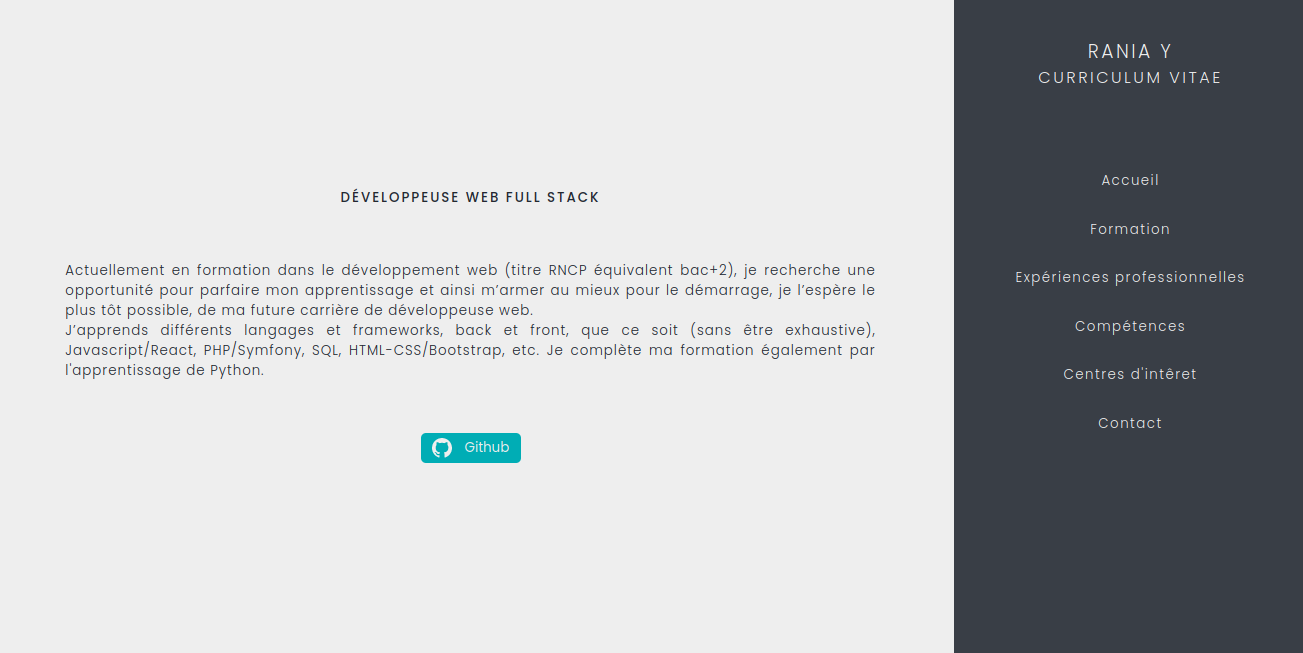 DÉVELOPPEUSE WEB FULL STACK
Actuellement en formation dans le développement web (titre RNCP équivalent bac+2), je recherche une
opportunité pour parfaire mon apprentissage et ainsi m’armer au mieux pour le démarrage, je l’espère le
plus tôt possible, de ma future carrière de développeuse web.
J’apprends différents langages et frameworks, back et front, que ce soit (sans être exhaustive),
Javascript/React, PHP/Symfony, SQL, HTML-CSS/Bootstrap, etc. Je complète ma formation également par
l'apprentissage de Python.
Github
RANIA Y
CURRICULUM VITAE
Accueil
Formation
Expériences professionnelles
Compétences
Centres d'intêret
Contact